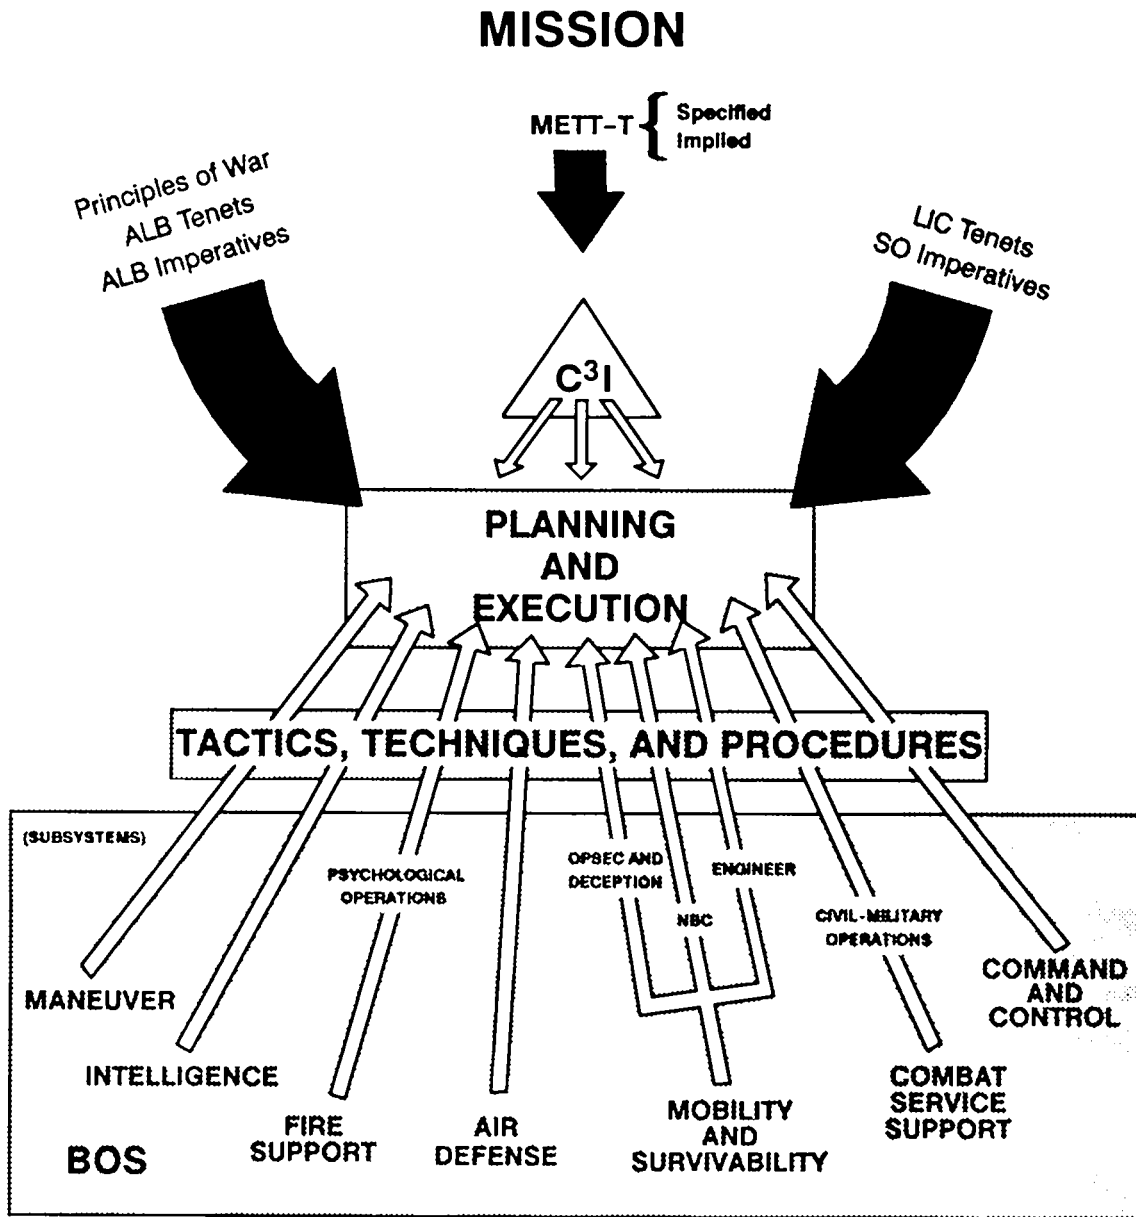 MISSION
METT-T
Specified
Implied
Principles of War
ALB Tenets
ALB Imperatives
LIC Tenets
SO Imperatives
C³I
PLANNING
AND
EXECUTION
TACTICS, TECHNIQUES, AND PROCEDURES
(SUBSYSTEMS)
PSYCHOLOGICAL
OPERATIONS
OPSEC AND
DECEPTION
ENGINEER
NBC
CIVIL-MILITARY
OPERATIONS
MANEUVER
INTELLIGENCE
FIRE
SUPPORT
AIR
DEFENSE
MOBILITY
AND
SURVIVABILITY
COMBAT
SERVICE
SUPPORT
COMMAND
AND
CONTROL
BOS